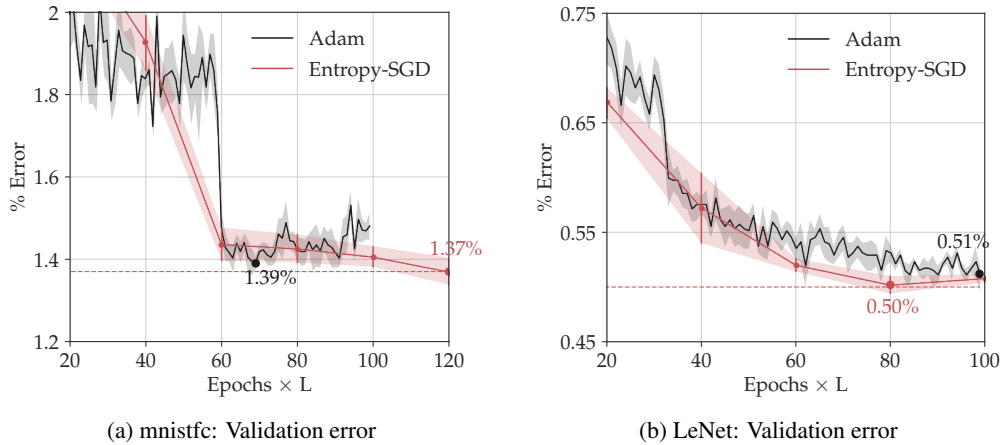 2
1.8
1.6
1.4
1.2
% Error
Adam
Entropy-SGD
1.39%
1.37%
20 40 60 80 100 120
Epochs × L
(a) mnistfc: Validation error
0.75
0.65
0.55
0.45
% Error
Adam
Entropy-SGD
0.51%
0.50%
20 40 60 80 100
Epochs × L
(b) LeNet: Validation error